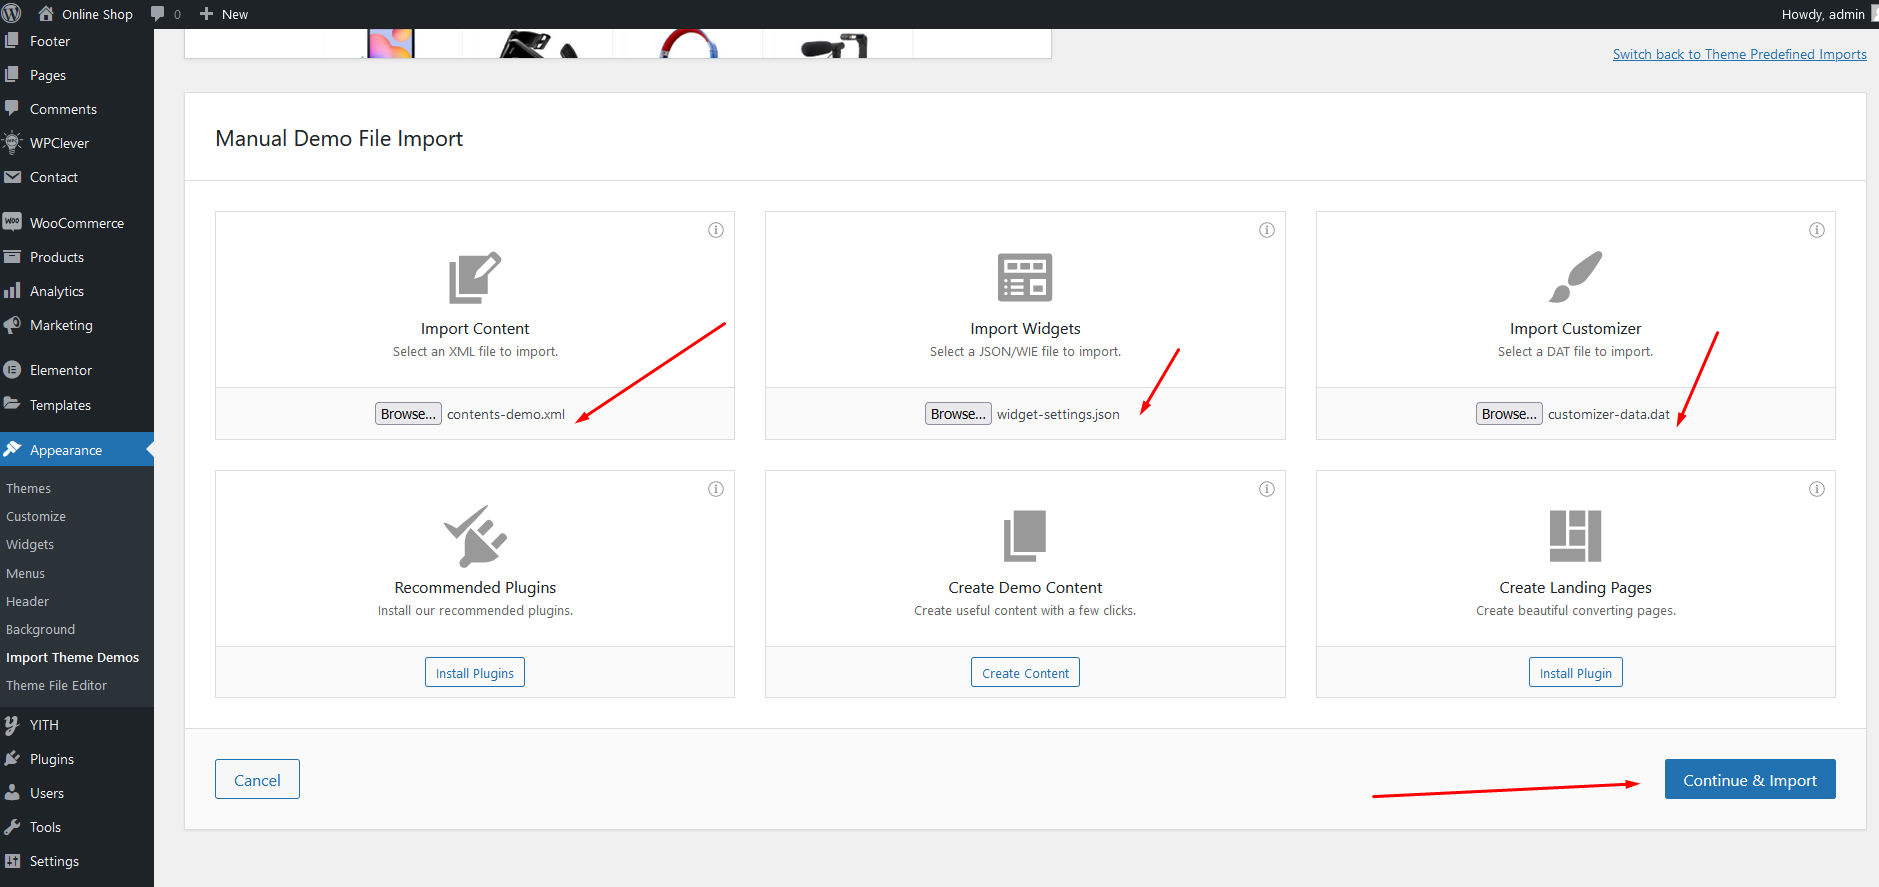 Online Shop 0 New Howdy, admin
Footer
Pages
Comments
WPClever
Contact
WooCommerce
Products
Analytics
Marketing
Elementor
Templates
Appearance
Themes
Customize
Widgets
Menus
Header
Background
Import Theme Demos
Theme File Editor
YITH
Plugins
Users
Tools
Settings
Switch back to Theme Predefined Imports
Manual Demo File Import
Import Content
Select an XML file to import.
Browse... contents-demo.xml
Import Widgets
Select a JSON/WIE file to import.
Browse... widget-settings.json
Import Customizer
Select a DAT file to import.
Browse... customizer-data.dat
Recommended Plugins
Install our recommended plugins.
Install Plugins
Create Demo Content
Create useful content with a few clicks.
Create Content
Create Landing Pages
Create beautiful converting pages.
Install Plugin
Cancel
Continue & Import